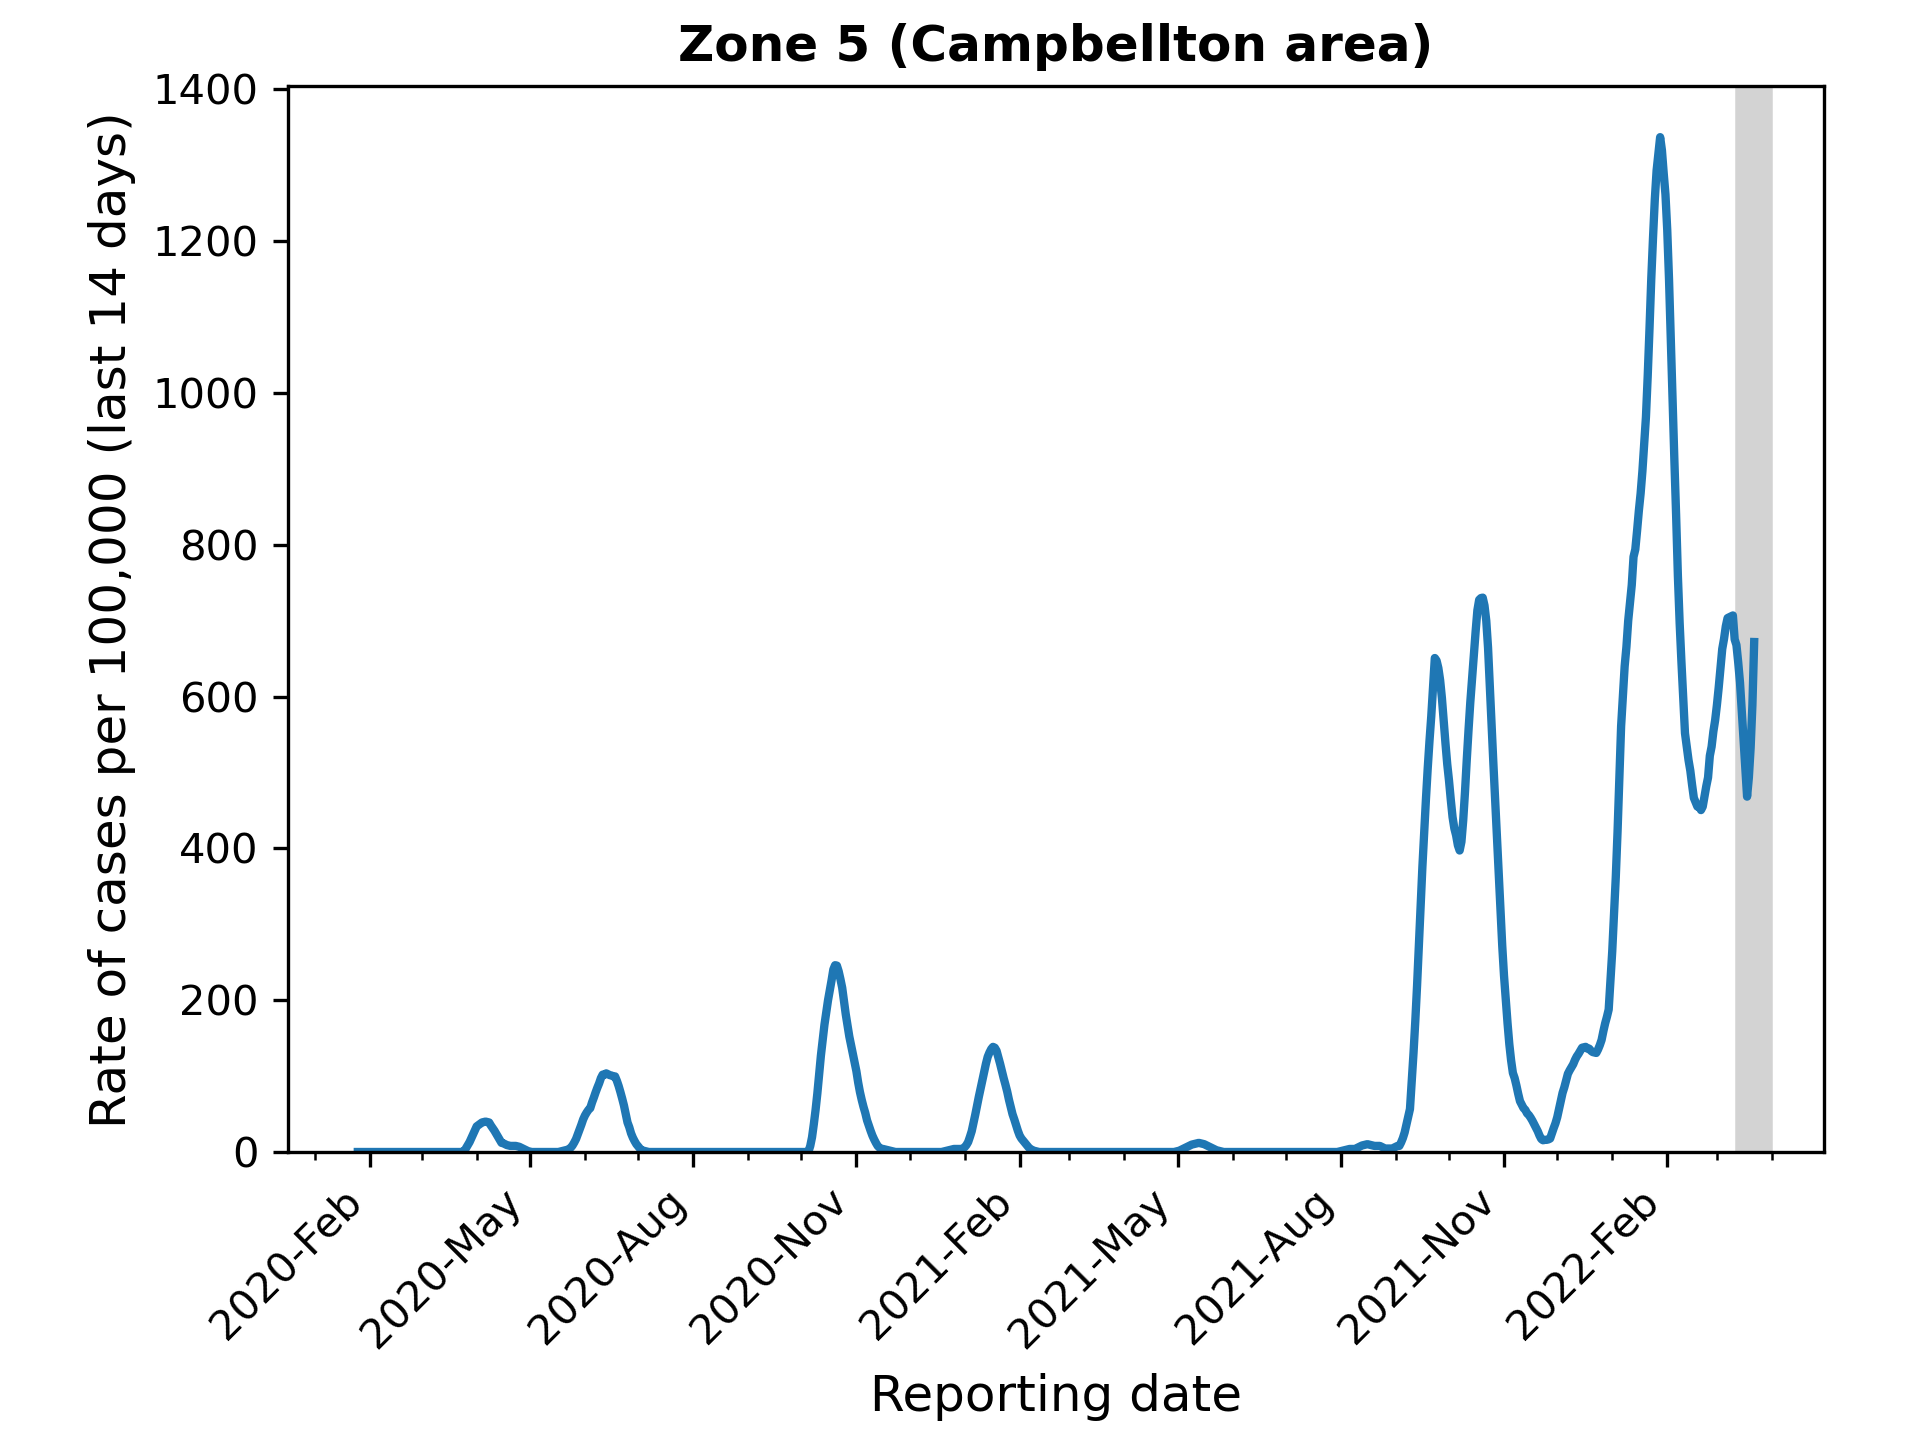 Zone 5 (Campbellton area)
Rate of cases per 100,000 (last 14 days)
1400
1200
1000
800
600
400
200
0
2020-Feb
2020-May
2020-Aug
2020-Nov
2021-Feb
2021-May
2021-Aug
2021-Nov
2022-Feb
Reporting date